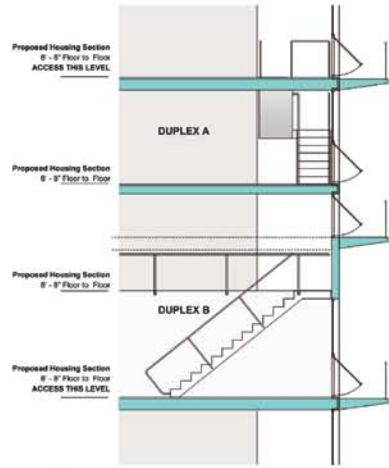 Proposed Housing Section
8' - 8" Floor to Floor
ACCESS THIS LEVEL
DUPLEX A
Proposed Housing Section
8' - 8" Floor to Floor
Proposed Housing Section
8' - 8" Floor to Floor
DUPLEX B
Proposed Housing Section
8' - 8" Floor to Floor
ACCESS THIS LEVEL